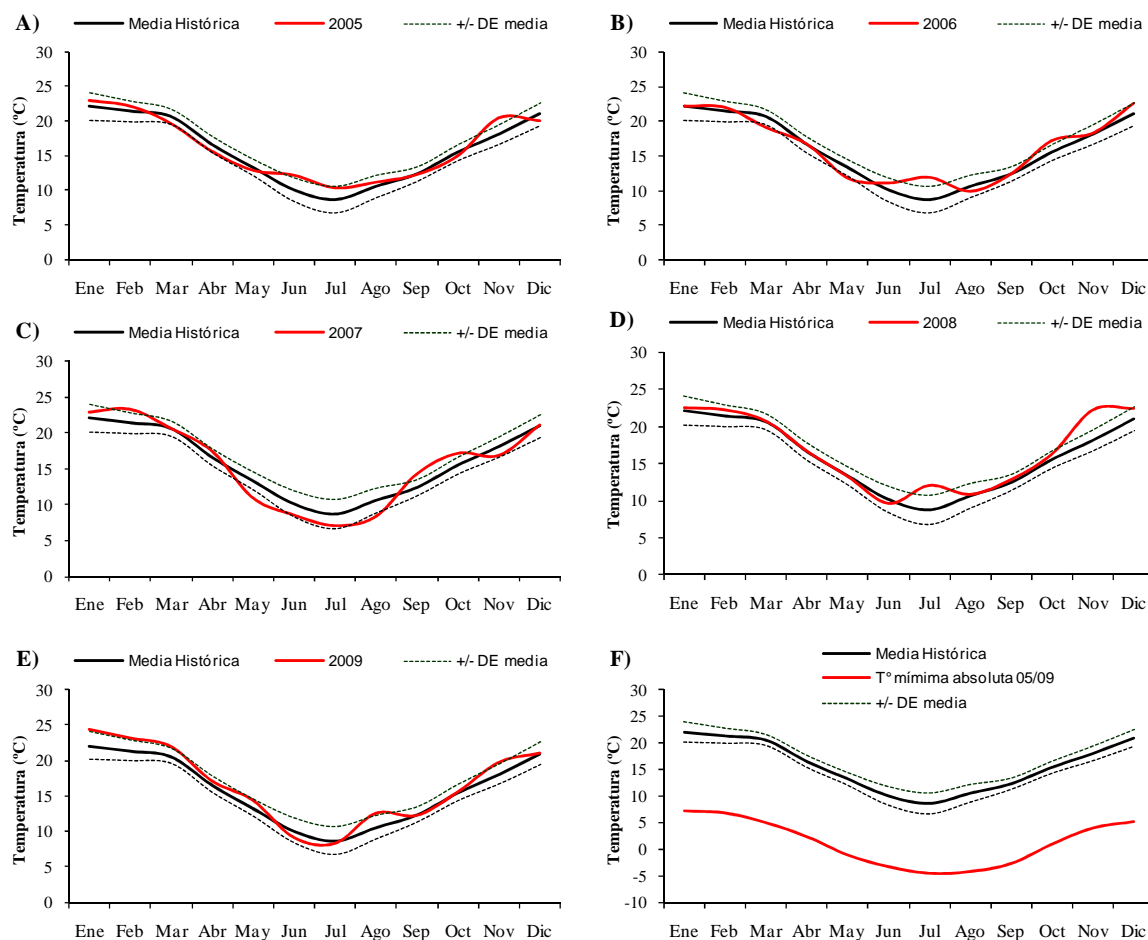 A) Media Histórica 2005 +/- DE media
Temperatura (ºC)
30
25
20
15
10
5
0
Ene Feb Mar Abr May Jun Jul Ago Sep Oct Nov Dic
B) Media Histórica 2006 +/- DE media
Temperatura (ºC)
30
25
20
15
10
5
0
Ene Feb Mar Abr May Jun Jul Ago Sep Oct Nov Dic
C) Media Histórica 2007 +/- DE media
Temperatura (ºC)
30
25
20
15
10
5
0
Ene Feb Mar Abr May Jun Jul Ago Sep Oct Nov Dic
D) Media Histórica 2008 +/- DE media
Temperatura (ºC)
30
25
20
15
10
5
0
Ene Feb Mar Abr May Jun Jul Ago Sep Oct Nov Dic
E) Media Histórica 2009 +/- DE media
Temperatura (ºC)
30
25
20
15
10
5
0
Ene Feb Mar Abr May Jun Jul Ago Sep Oct Nov Dic
F) Media Histórica
T° mímima absoluta 05/09
+/- DE media
Temperatura (ºC)
30
25
20
15
10
5
0
-5
-10
Ene Feb Mar Abr May Jun Jul Ago Sep Oct Nov Dic